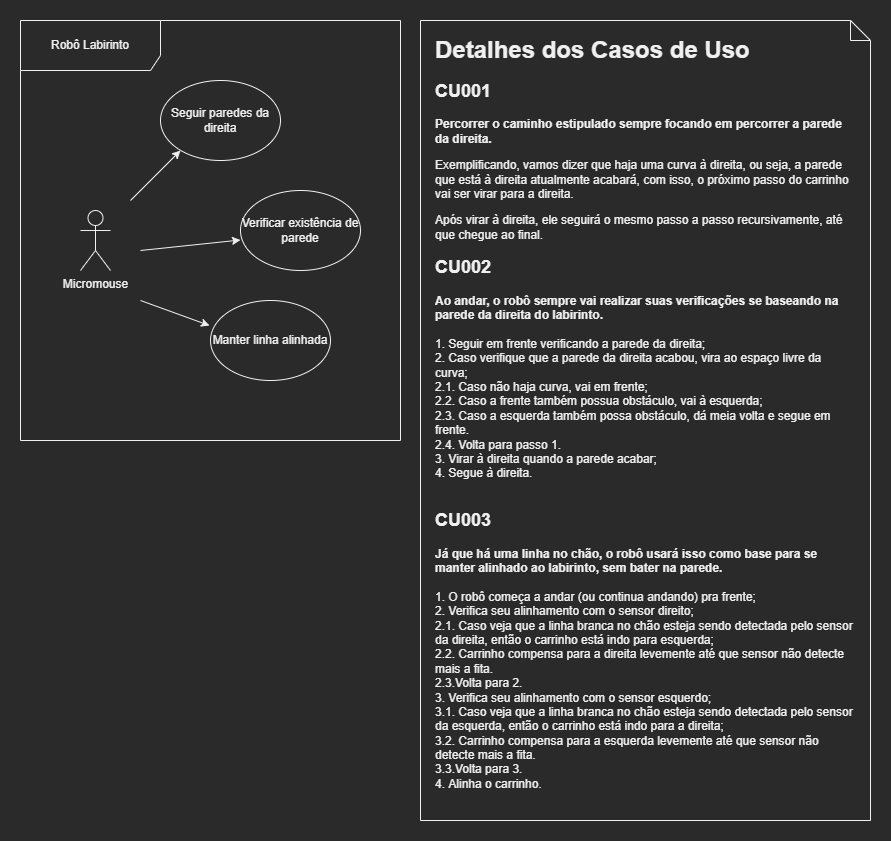 Robô Labirinto
Seguir paredes da
direita
Verificar existência de
parede
Micromouse
Manter linha alinhada
Detalhes dos Casos de Uso
CU001
Percorrer o caminho estipulado sempre focando em percorrer a parede
da direita.
Exemplificando, vamos dizer que haja uma curva à direita, ou seja, a parede
que está à direita atualmente acabará, com isso, o próximo passo do carrinho
vai ser virar para a direita.
Após virar à direita, ele seguirá o mesmo passo a passo recursivamente, até
que chegue ao final.
CU002
Ao andar, o robô sempre vai realizar suas verificações se baseando na
parede da direita do labirinto.
1. Seguir em frente verificando a parede da direita;
2. Caso verifique que a parede da direita acabou, vira ao espaço livre da
curva;
2.1. Caso não haja curva, vai em frente;
2.2. Caso a frente também possua obstáculo, vai à esquerda;
2.3. Caso a esquerda também possa obstáculo, dá meia volta e segue em
frente.
2.4. Volta para passo 1.
3. Virar à direita quando a parede acabar;
4. Segue à direita.
CU003
Já que há uma linha no chão, o robô usará isso como base para se
manter alinhado ao labirinto, sem bater na parede.
1. O robô começa a andar (ou continua andando) pra frente;
2. Verifica seu alinhamento com o sensor direito;
2.1. Caso veja que a linha branca no chão esteja sendo detectada pelo sensor
da direita, então o carrinho está indo para esquerda;
2.2. Carrinho compensa para a direita levemente até que sensor não detecte
mais a fita.
2.3.Volta para 2.
3. Verifica seu alinhamento com o sensor esquerdo;
3.1. Caso veja que a linha branca no chão esteja sendo detectada pelo sensor
da esquerda, então o carrinho está indo para a direita;
3.2. Carrinho compensa para a esquerda levemente até que sensor não
detecte mais a fita.
3.3.Volta para 3.
4. Alinha o carrinho.